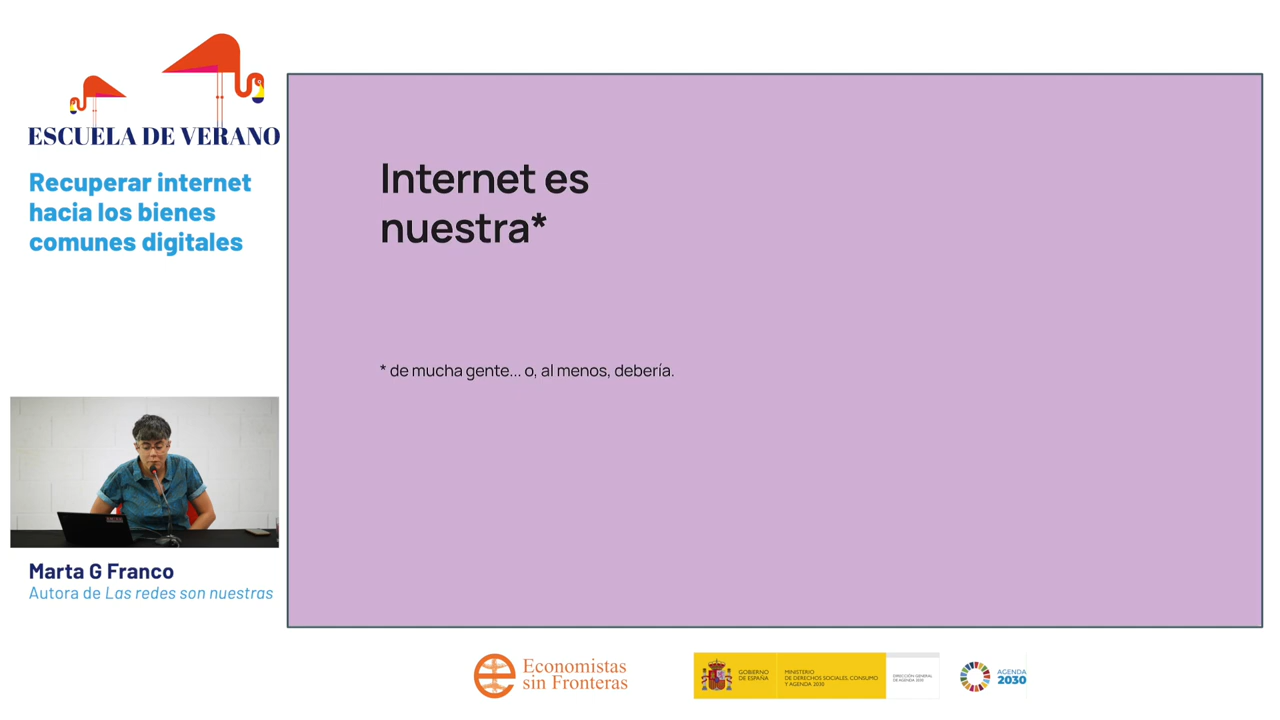 ESCUELA DE VERANO
Recuperar internet
hacia los bienes
comunes digitales
Internet es
nuestra*
* de mucha gente... o, al menos, debería.
Marta G Franco
Autora de Las redes son nuestras
Economistas
sin Fronteras
GOBIERNO
DE ESPAÑA
MINISTERIO
DE DERECHOS SOCIALES, CONSUMO
Y AGENDA 2030
DIRECCIÓN GENERAL
DE AGENDA 2030
AGENDA
2030